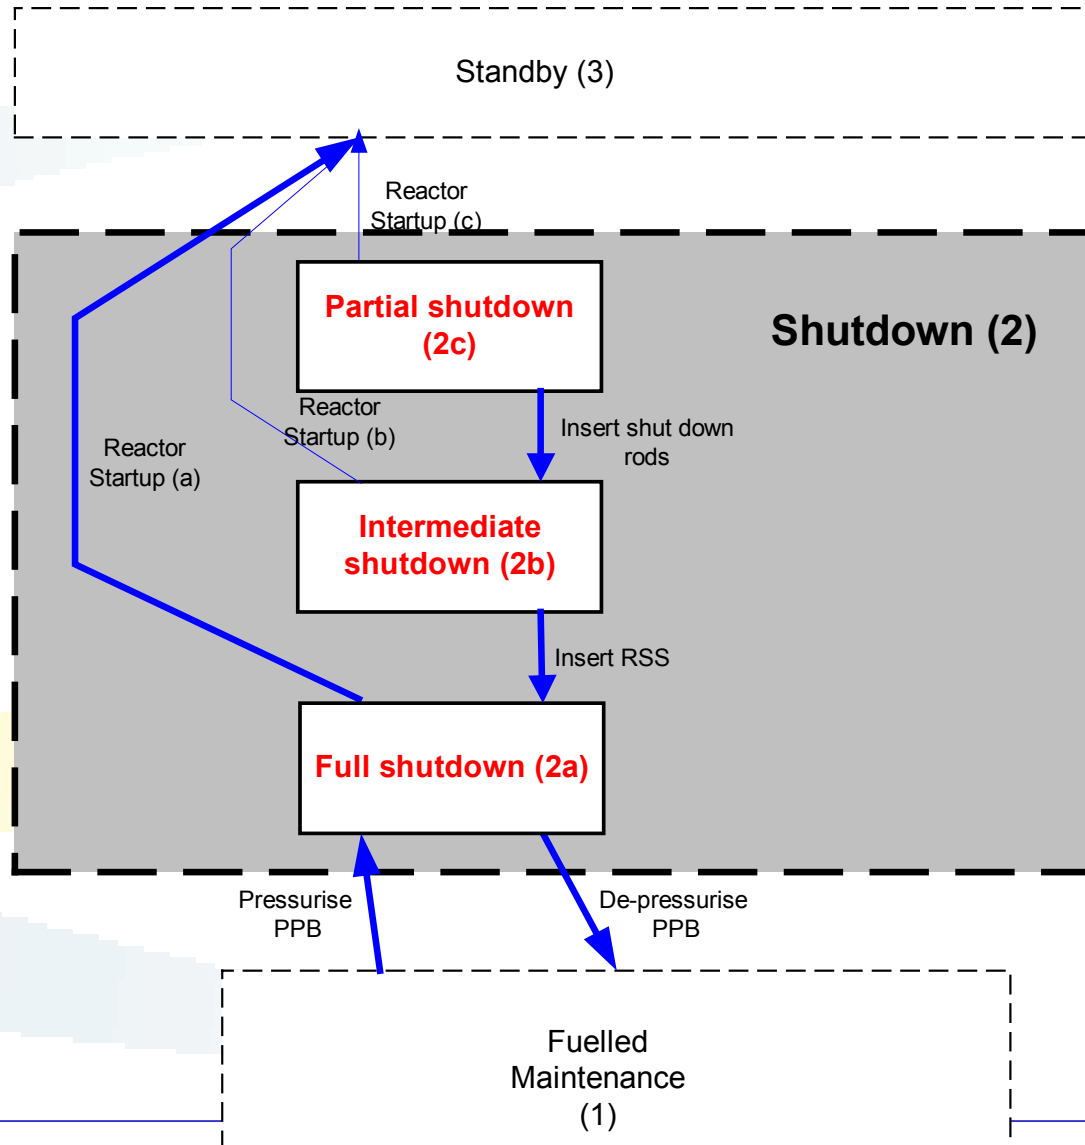 Standby (3)
Reactor
Startup (c)
Partial shutdown
(2c)
Shutdown (2)
Reactor
Startup (b)
Insert shut down
rods
Reactor
Startup (a)
Intermediate
shutdown (2b)
Insert RSS
Full shutdown (2a)
Pressurise
PPB
De-pressurise
PPB
Fuelled
Maintenance
(1)